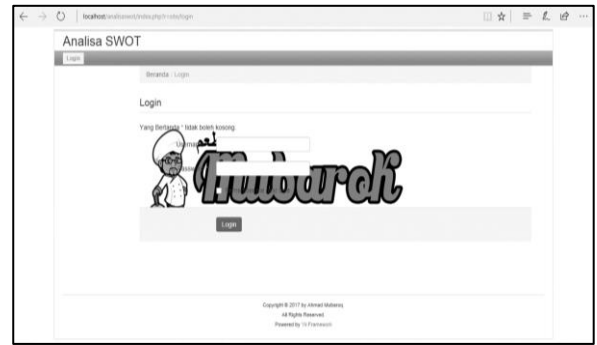 localhost/analisaswot/index.php?r=site/login
Analisa SWOT
Login
Beranda / Login
Login
Yang Bertanda * tidak boleh kosong.
Mubarok
Login
Copyright © 2017 by Ahmad Mubaroq.
All Rights Reserved.
Powered by Yii Framework.